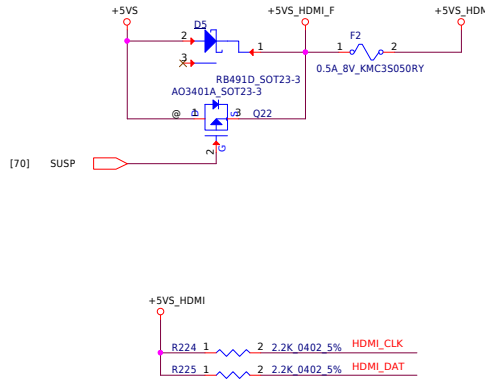 +5VS
+5VS_HDMI_F
+5VS_HDM
D5
2
1
3
F2
1
2
0.5A_8V_KMC3S050RY
RB491D_SOT23-3
AO3401A_SOT23-3
@
1
D
S
3
Q22
2
G
[70]
SUSP
+5VS_HDMI
R224
1
2
2.2K_0402_5%
HDMI_CLK
R225
1
2
2.2K_0402_5%
HDMI_DAT